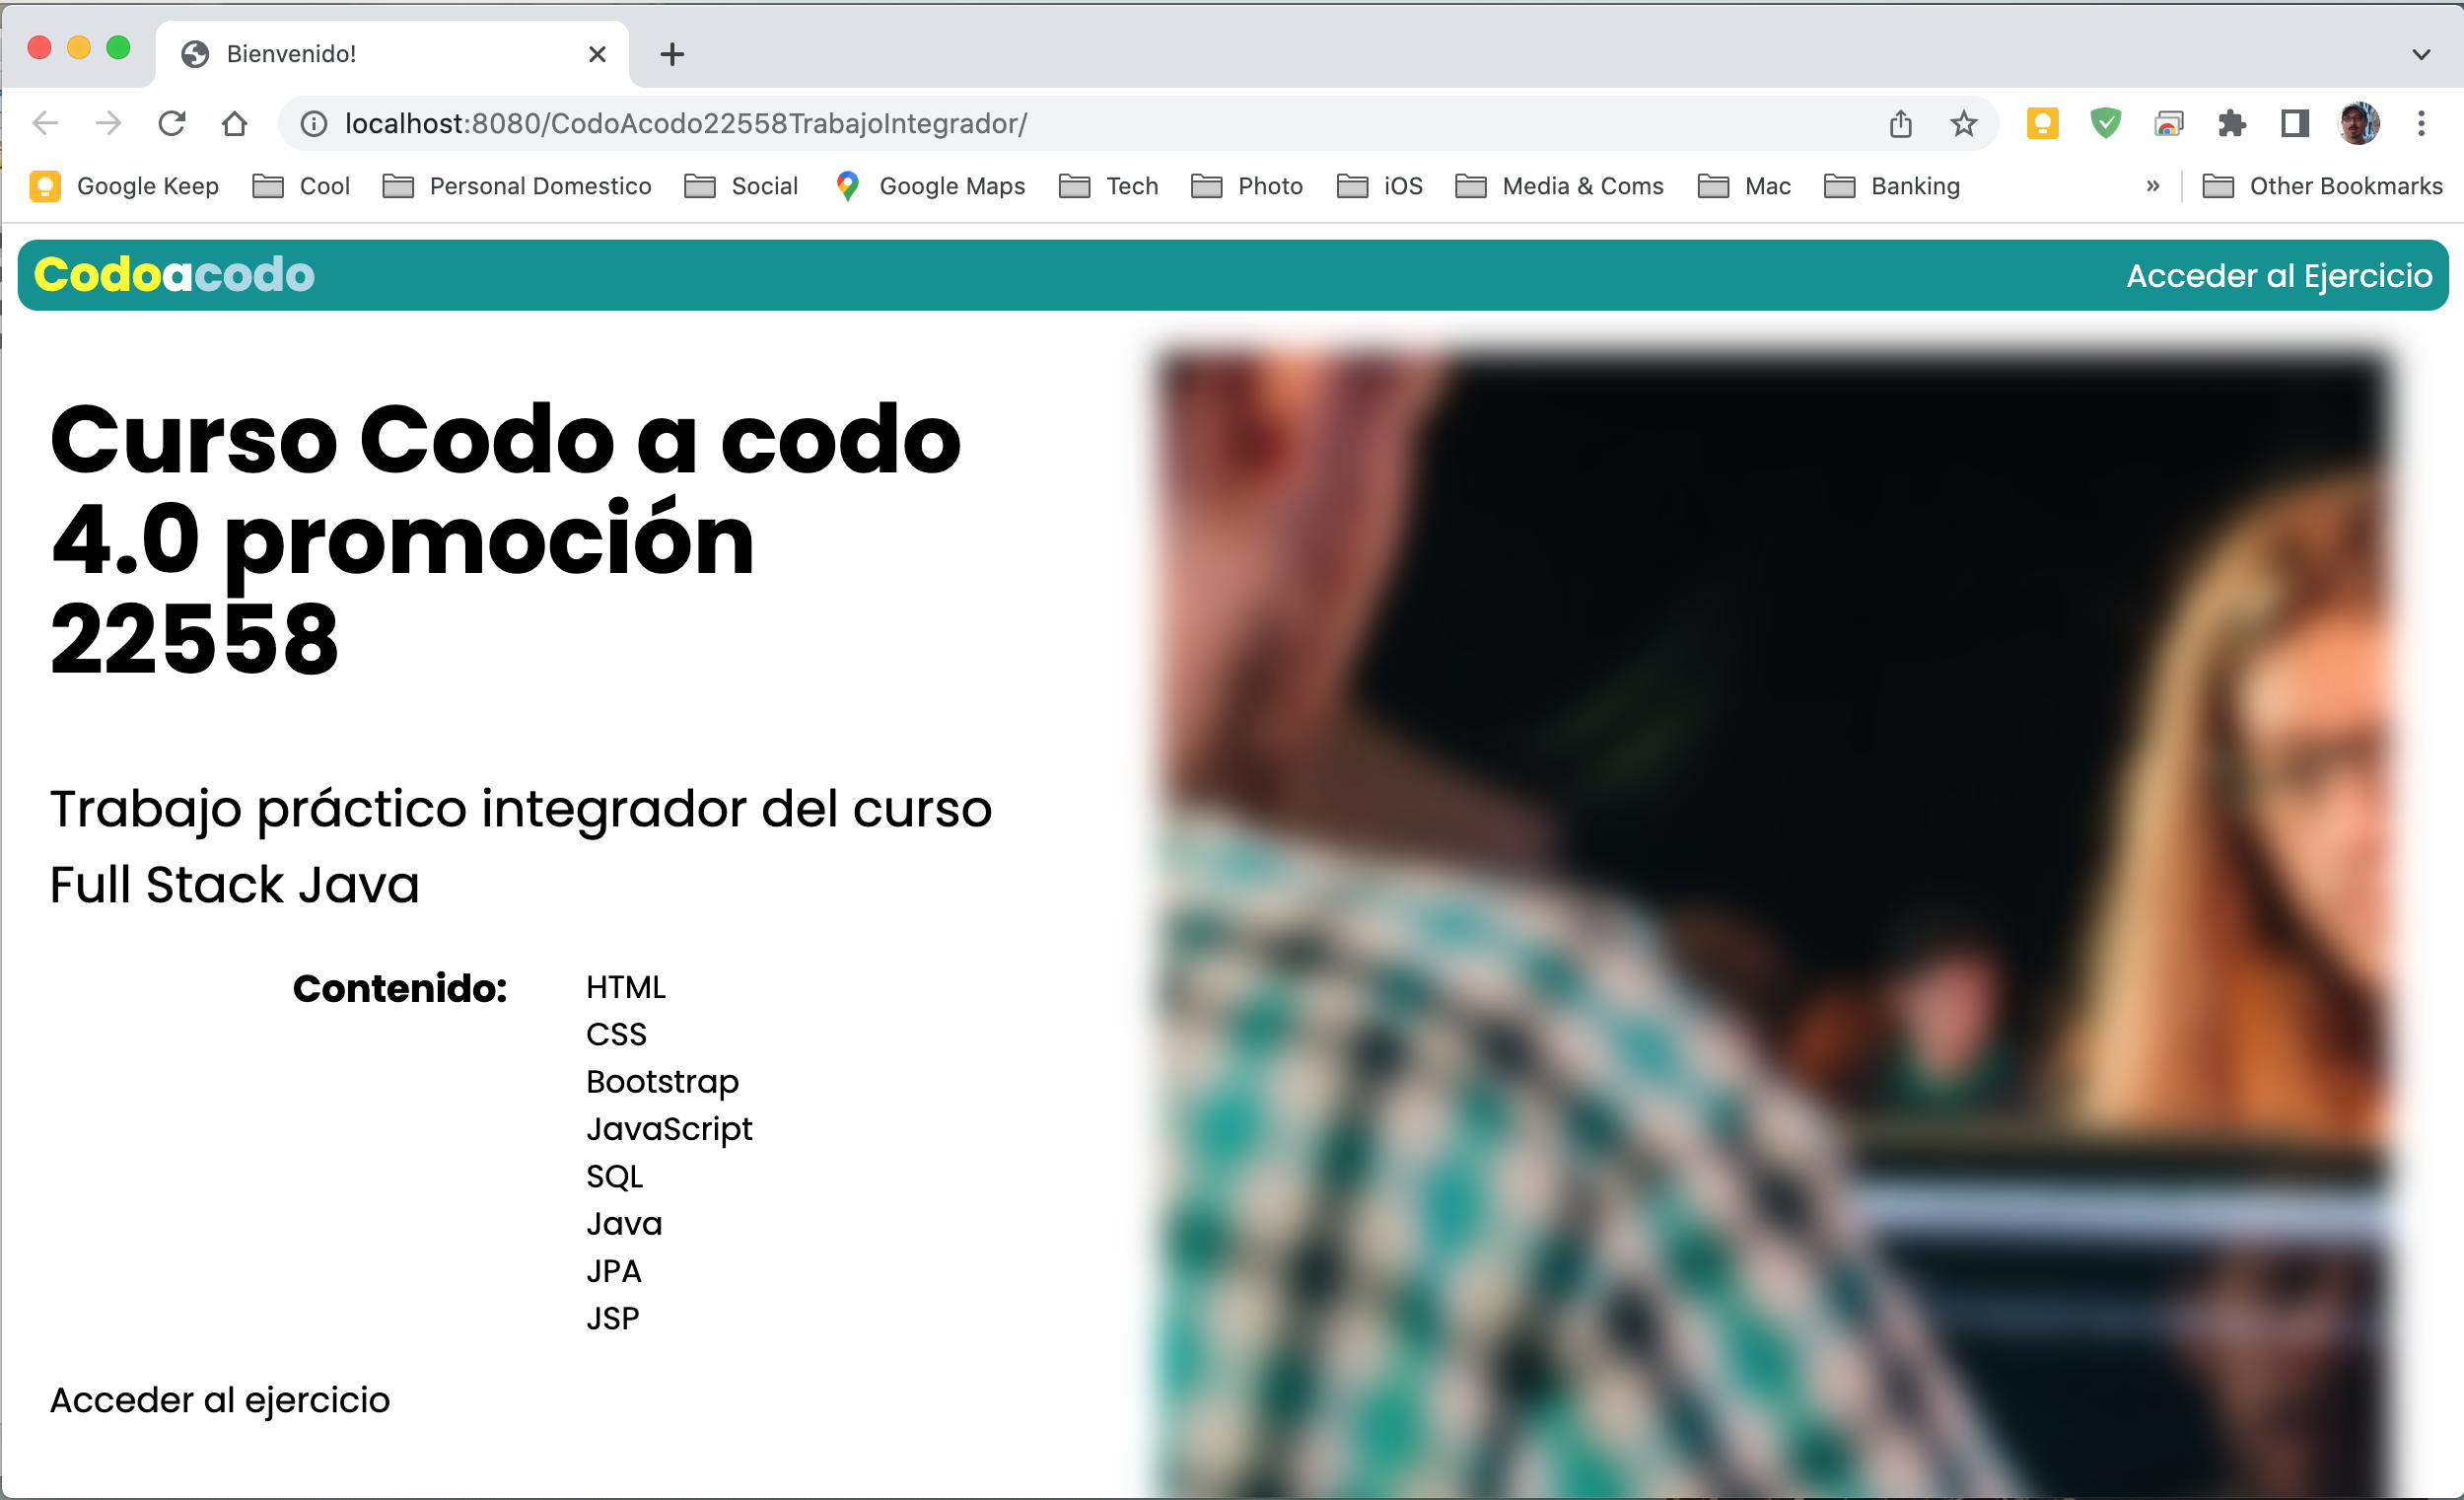 Bienvenido!
localhost:8080/CodoAcodo22558TrabajoIntegrador/
Google Keep Cool Personal Domestico Social Google Maps Tech Photo iOS Media & Coms Mac Banking » Other Bookmarks
Codoacodo Acceder al Ejercicio
Curso Codo a codo
4.0 promoción
22558
Trabajo práctico integrador del curso
Full Stack Java
Contenido: HTML
CSS
Bootstrap
JavaScript
SQL
Java
JPA
JSP
Acceder al ejercicio